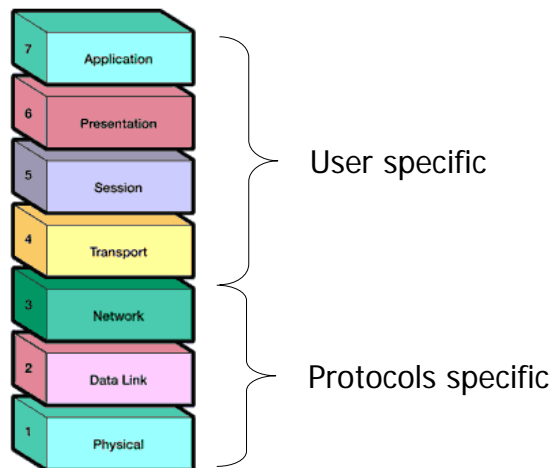 7 Application
6 Presentation
5 Session
User specific
4 Transport
3 Network
2 Data Link
Protocols specific
1 Physical